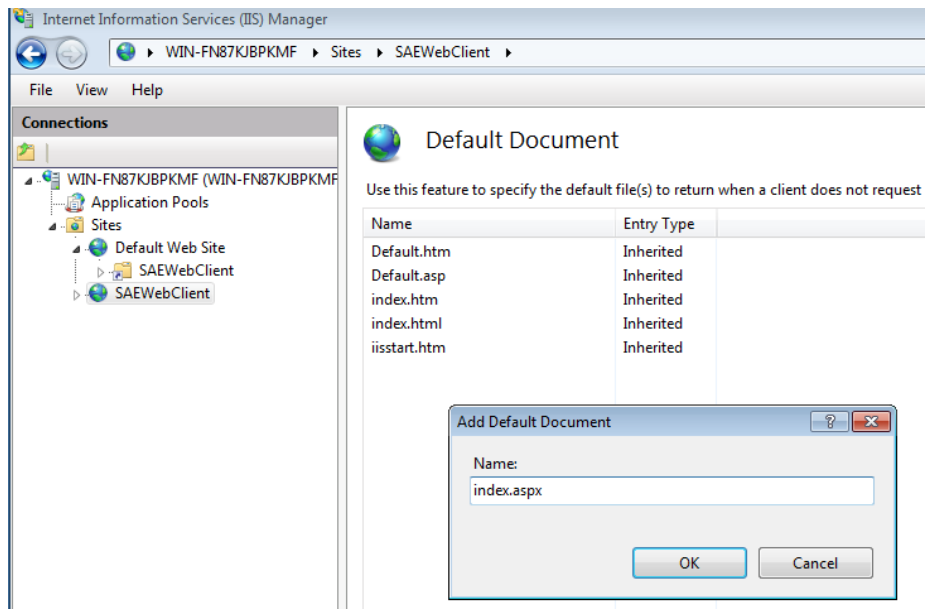 Internet Information Services (IIS) Manager
WIN-FN87KJBPKMF Sites SAEWebClient
File View Help
Connections
WIN-FN87KJBPKMF (WIN-FN87KJBPKMF
Application Pools
Sites
Default Web Site
SAEWebClient
SAEWebClient
Default Document
Use this feature to specify the default file(s) to return when a client does not request
Name Entry Type
Default.htm Inherited
Default.asp Inherited
index.htm Inherited
index.html Inherited
iisstart.htm Inherited
Add Default Document
Name:
index.aspx
OK Cancel